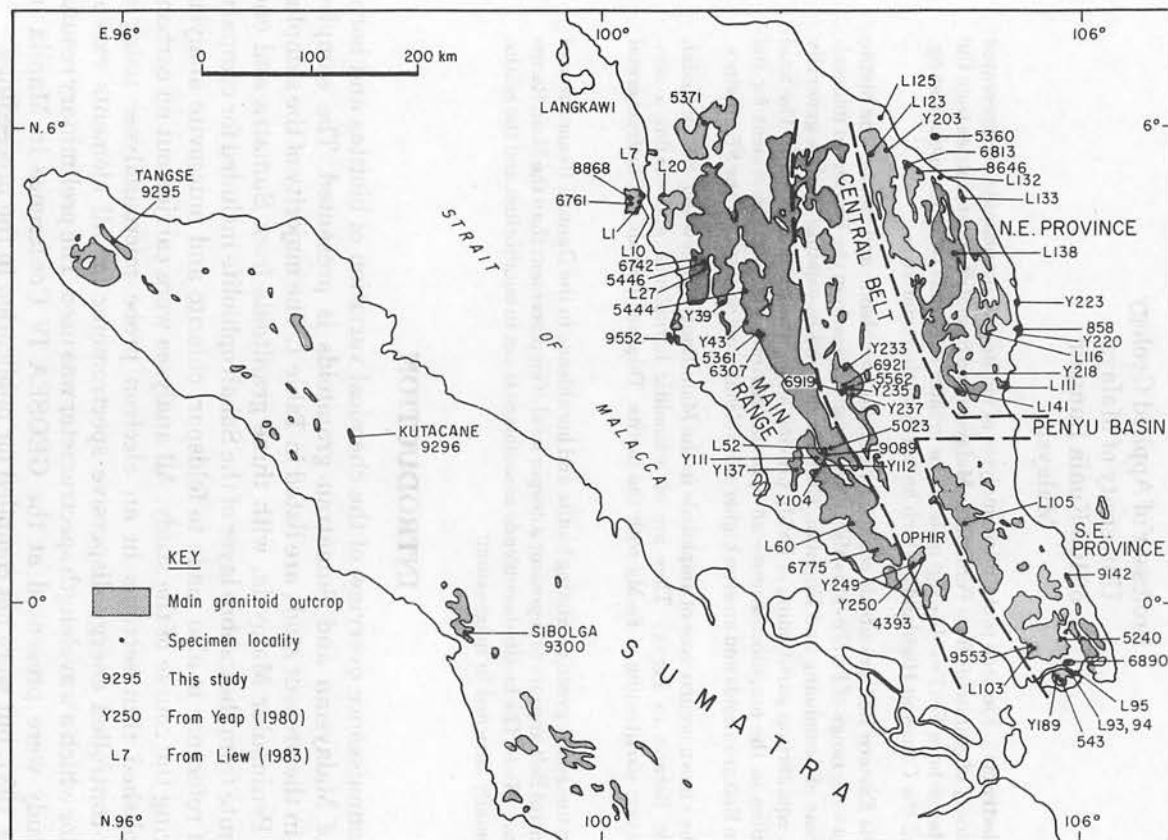 E.96°
100°
106°
0 100 200 km
LANGKAWI
5371
L125
L123
Y203
N.6°
6°
5360
6813
8646
L132
L133
TANGSE
9295
8868
L7
L20
6761
L1
L10
6742
5446
L27
5444
Y39
9552
Y43
5361
6307
STRAIT
OF
MALACCA
MAIN
RANGE
CENTRAL
BELT
N.E. PROVINCE
L138
Y223
858
Y220
L116
Y218
L111
L141
Y233
6921
6919
5562
Y235
Y237
5023
PENYU BASIN
L52
9089
Y111
Y137
Y112
Y104
KUTACANE
9296
L105
S.E.
PROVINCE
L60
OPHIR
6775
9142
Y249
Y250
4393
0°
0°
5240
9553
6890
L103
L95
Y189
L93,94
543
SIBOLGA
9300
SUMATRA
KEY
Main granitoid outcrop
Specimen locality
9295 This study
Y250 From Yeap (1980)
L7 From Liew (1983)
N.96°
100°
106°